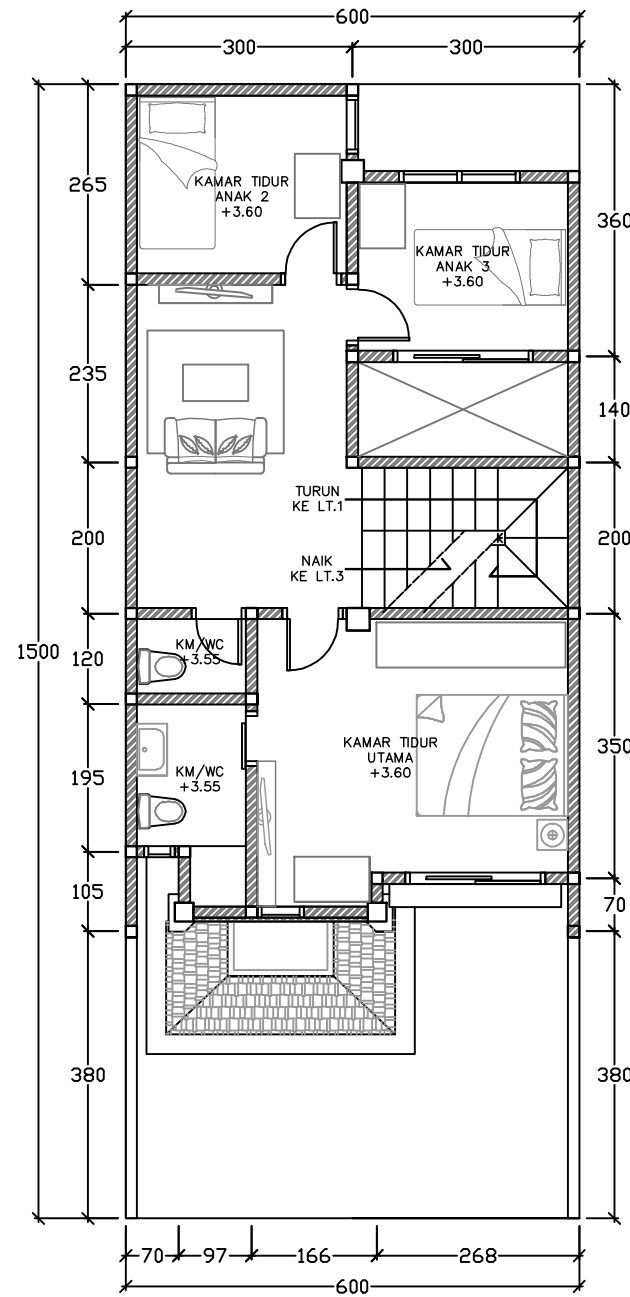 600
300
300
265
KAMAR TIDUR
ANAK 2
+3.60
360
KAMAR TIDUR
ANAK 3
+3.60
235
140
TURUN
KE LT.1
200
200
NAIK
KE LT.3
1500
120
KM/WC
+3.55
350
KAMAR TIDUR
UTAMA
+3.60
195
KM/WC
+3.55
105
70
380
380
70
97
166
268
600